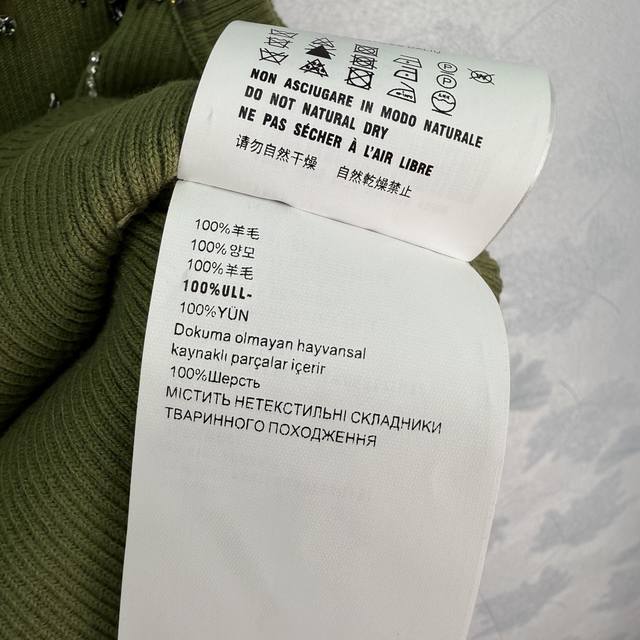 NON ASCIUGARE IN MODO NATURALE
DO NOT NATURAL DRY
NE PAS SÉCHER À L'AIR LIBRE
请勿自然干燥 自然乾燥禁止
100%羊毛
100%양모
100%羊毛
100%ULL-
100%YÜN
Dokuma olmayan hayvansal
kaynaklı parçalar içerir
100%Шерсть
МІСТИТЬ НЕТЕКСТИЛЬНІ СКЛАДНИКИ
ТВАРИННОГО ПОХОДЖЕННЯ